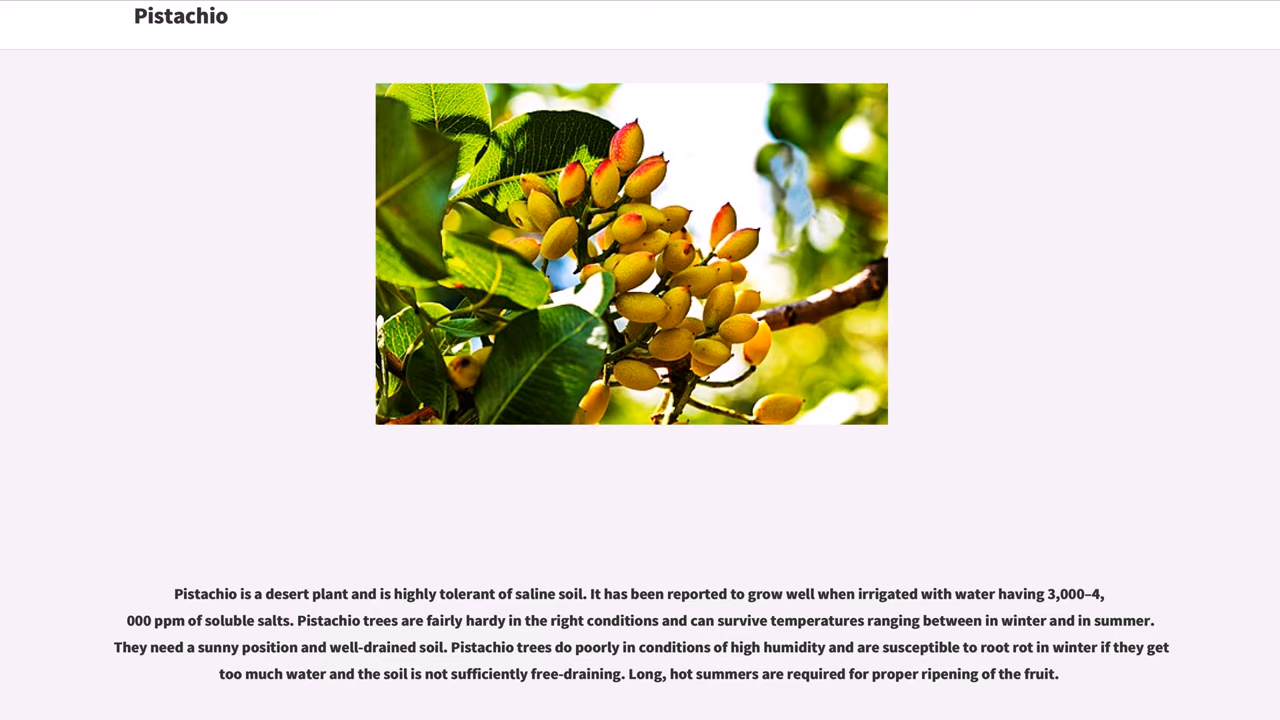 Pistachio
Pistachio is a desert plant and is highly tolerant of saline soil. It has been reported to grow well when irrigated with water having 3,000–4,
000 ppm of soluble salts. Pistachio trees are fairly hardy in the right conditions and can survive temperatures ranging between in winter and in summer.
They need a sunny position and well-drained soil. Pistachio trees do poorly in conditions of high humidity and are susceptible to root rot in winter if they get
too much water and the soil is not sufficiently free-draining. Long, hot summers are required for proper ripening of the fruit.